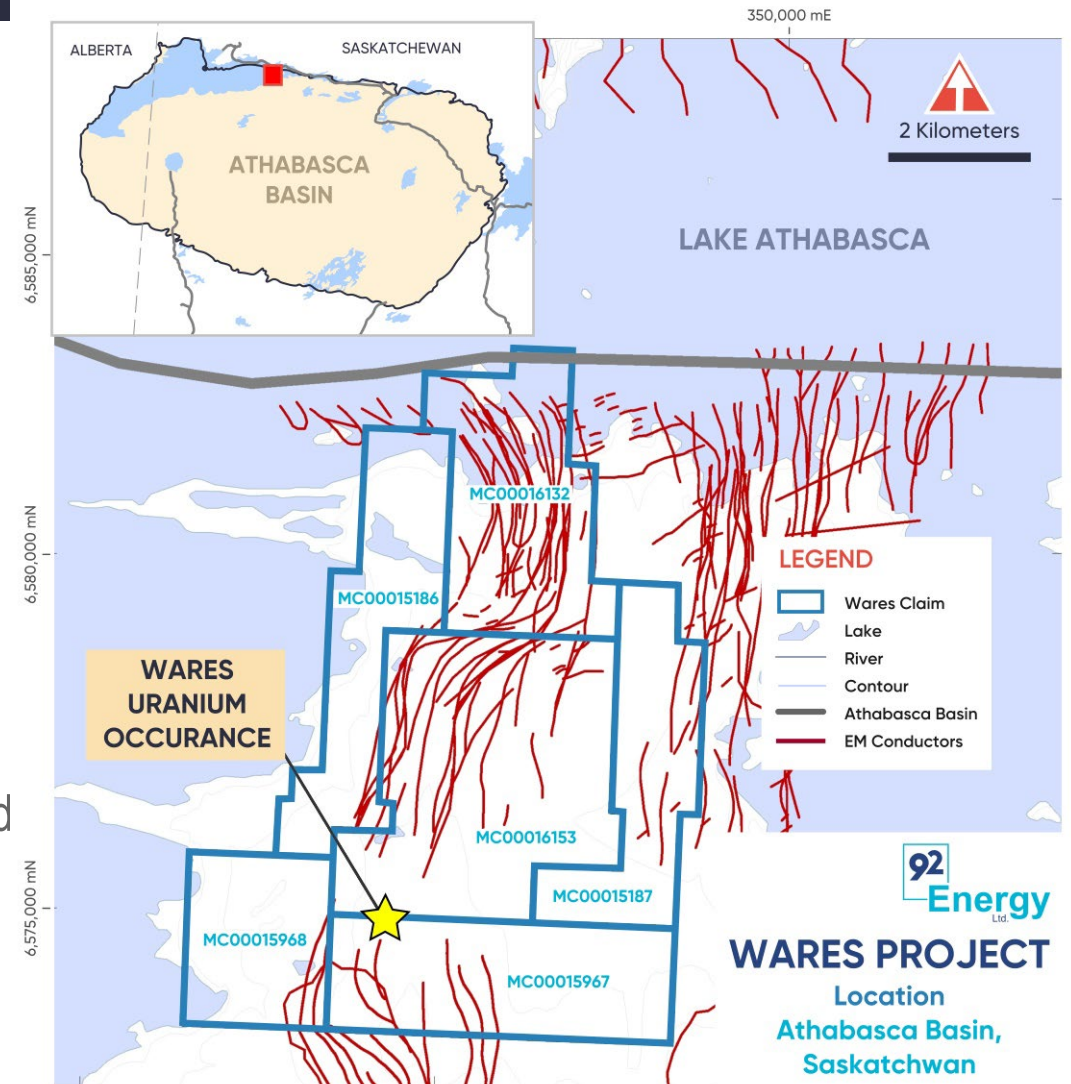 350,000 mE
ALBERTA
SASKATCHEWAN
ATHABASCA
BASIN
2 Kilometers
LAKE ATHABASCA
6,585,000 mN
MC00016132
6,580,000 mN
MC00015186
LEGEND
Wares Claim
Lake
River
Contour
Athabasca Basin
EM Conductors
WARES
URANIUM
OCCURANCE
d
MC00016153
MC00015187
6,575,000 mN
MC00015968
MC00015967
92
Energy
Ltd.
WARES PROJECT
Location
Athabasca Basin,
Saskatchwan